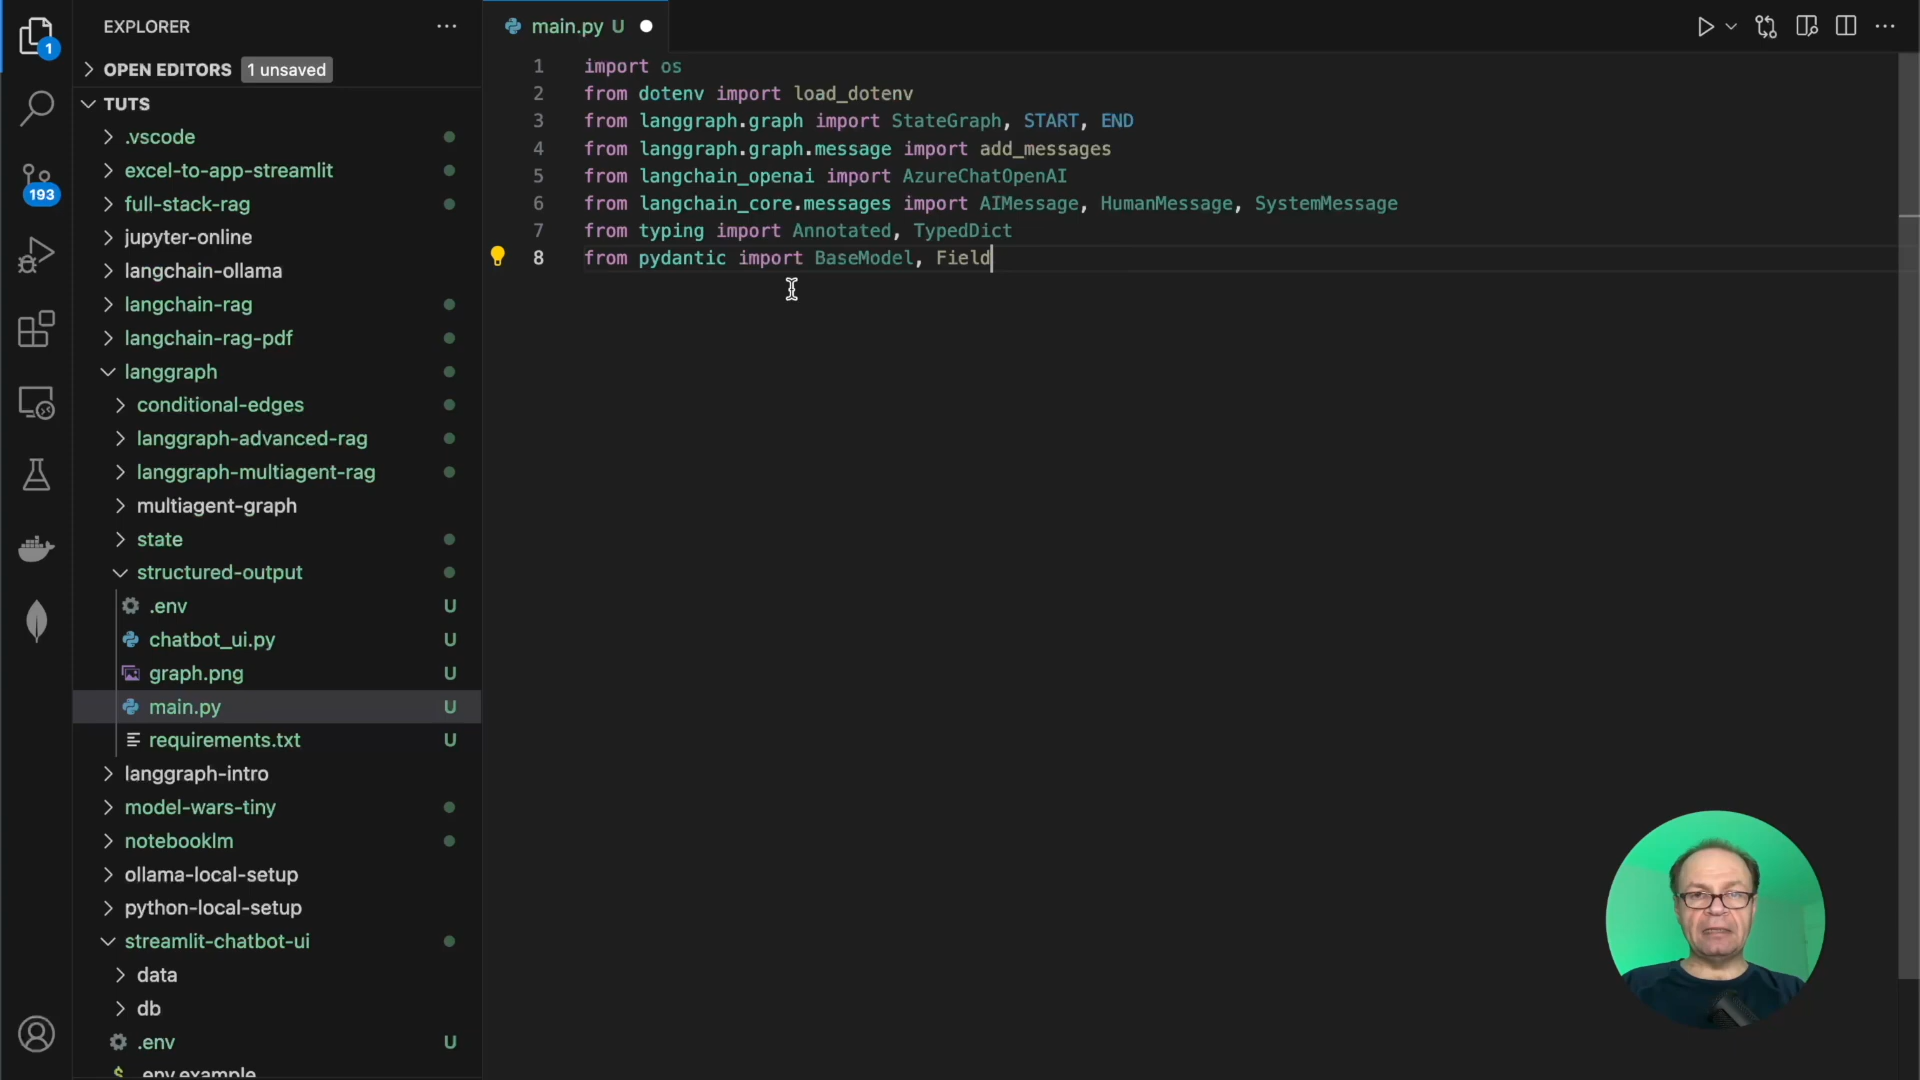 EXPLORER
main.py U
1
OPEN EDITORS 1 unsaved
TUTS
.vscode
excel-to-app-streamlit
193
full-stack-rag
jupyter-online
langchain-ollama
langchain-rag
langchain-rag-pdf
langgraph
conditional-edges
langgraph-advanced-rag
langgraph-multiagent-rag
multiagent-graph
state
structured-output
.env U
chatbot_ui.py U
graph.png U
main.py U
requirements.txt U
langgraph-intro
model-wars-tiny
notebooklm
ollama-local-setup
python-local-setup
streamlit-chatbot-ui
data
db
.env U
.env.example
1 import os
2 from dotenv import load_dotenv
3 from langgraph.graph import StateGraph, START, END
4 from langgraph.graph.message import add_messages
5 from langchain_openai import AzureChatOpenAI
6 from langchain_core.messages import AIMessage, HumanMessage, SystemMessage
7 from typing import Annotated, TypedDict
8 from pydantic import BaseModel, Field